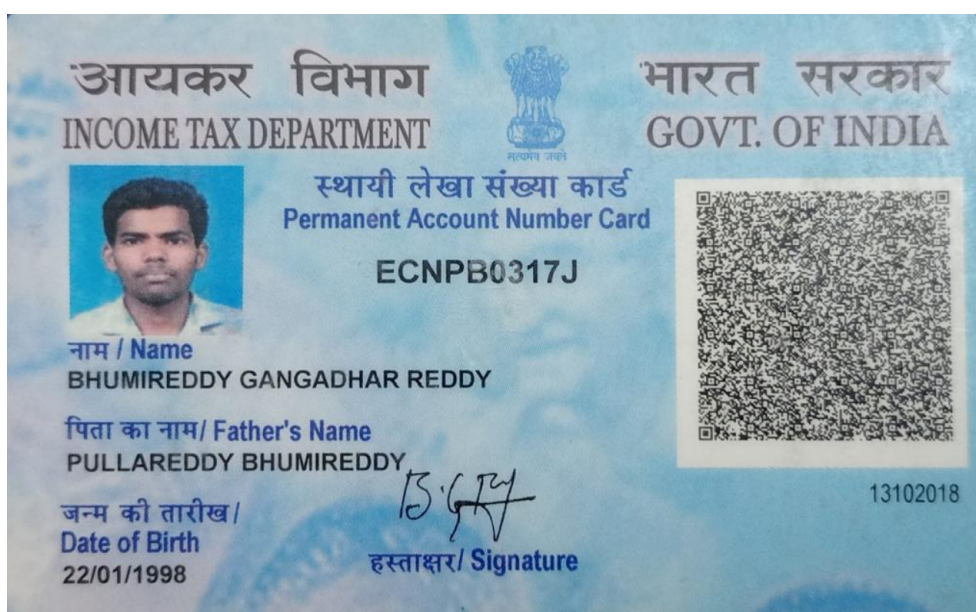 आयकर विभाग
INCOME TAX DEPARTMENT
सत्यमेव जयते
भारत सरकार
GOVT. OF INDIA
स्थायी लेखा संख्या कार्ड
Permanent Account Number Card
ECNPB0317J
नाम / Name
BHUMIREDDY GANGADHAR REDDY
पिता का नाम/ Father's Name
PULLAREDDY BHUMIREDDY
जन्म की तारीख/
Date of Birth
22/01/1998
हस्ताक्षर/ Signature
13102018